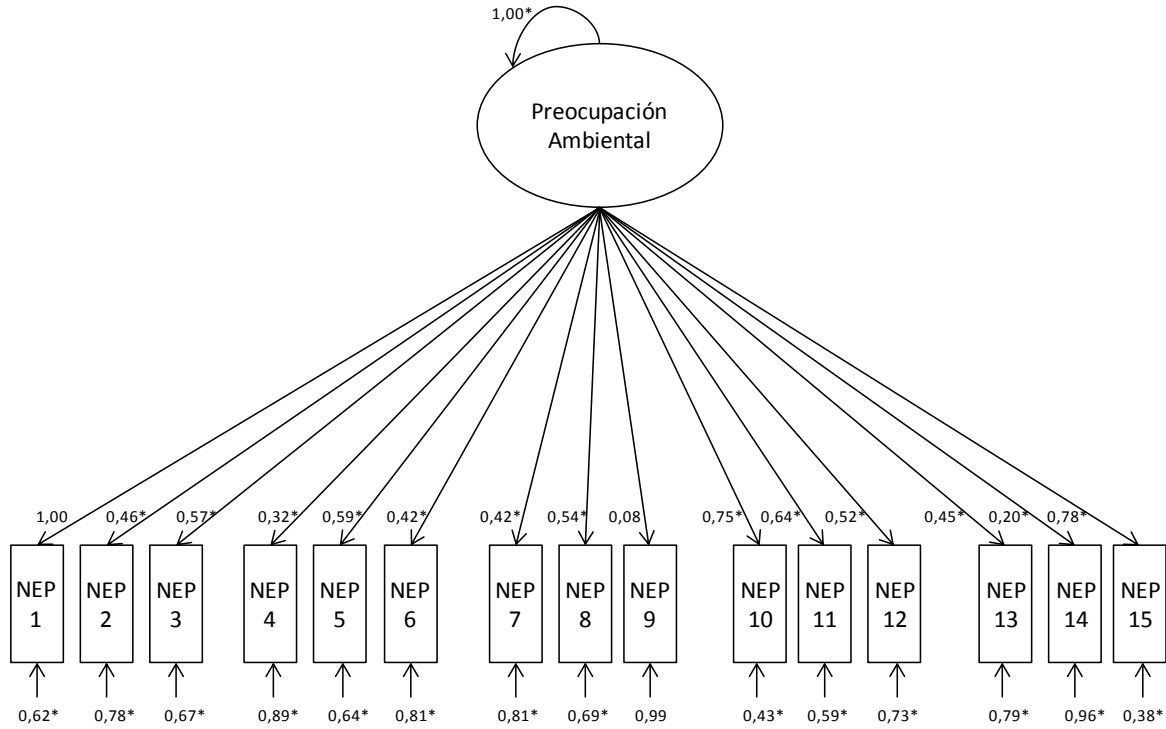 1,00*
Preocupación
Ambiental
1,00 0,46* 0,57* 0,32* 0,59* 0,42* 0,42* 0,54* 0,08 0,75* 0,64* 0,52* 0,45* 0,20* 0,78*
NEP NEP NEP NEP NEP NEP NEP NEP NEP NEP NEP NEP NEP NEP NEP
1 2 3 4 5 6 7 8 9 10 11 12 13 14 15
0,62* 0,78* 0,67* 0,89* 0,64* 0,81* 0,81* 0,69* 0,99 0,43* 0,59* 0,73* 0,79* 0,96* 0,38*